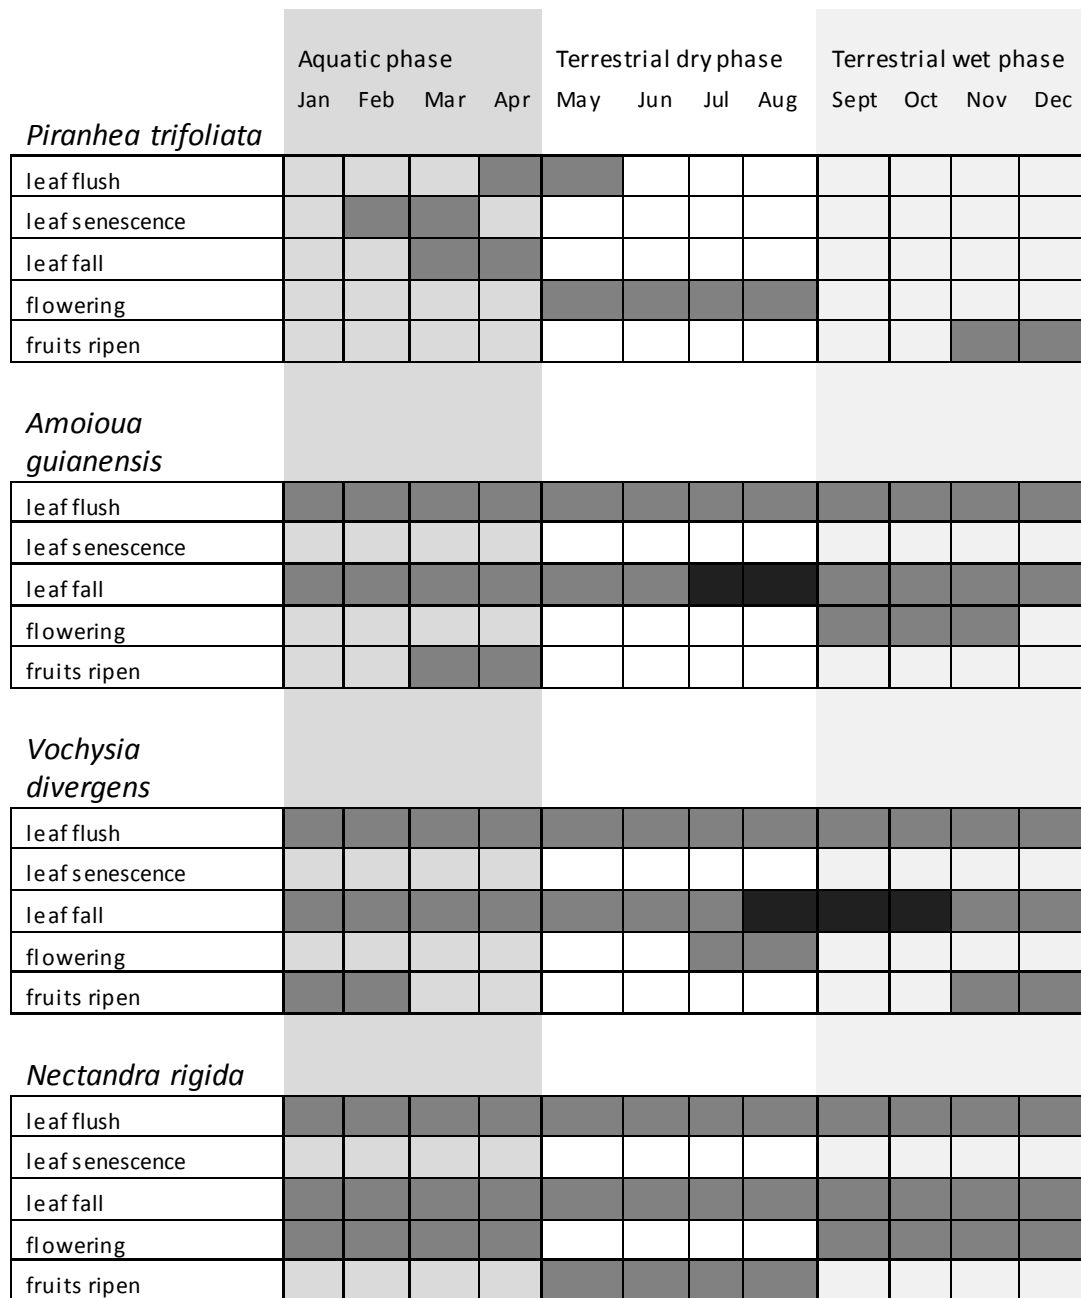 Aquatic phase Terrestrial dry phase Terrestrial wet phase
Jan Feb Mar Apr May Jun Jul Aug Sept Oct Nov Dec
Piranhea trifoliata
leaf flush
leaf senescence
leaf fall
flowering
fruits ripen
Amoioua
guianensis
leaf flush
leaf senescence
leaf fall
flowering
fruits ripen
Vochysia
divergens
leaf flush
leaf senescence
leaf fall
flowering
fruits ripen
Nectandra rigida
leaf flush
leaf senescence
leaf fall
flowering
fruits ripen